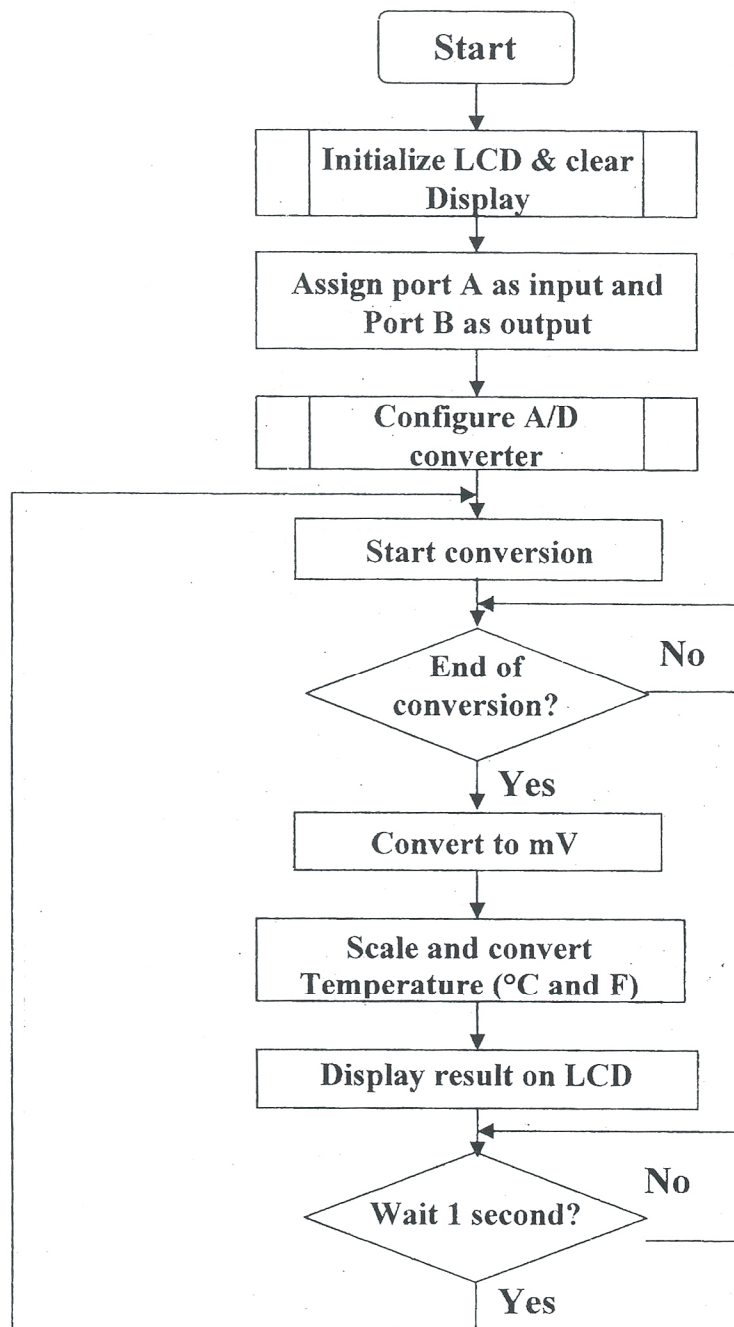 Start
Initialize LCD & clear
Display
Assign port A as input and
Port B as output
Configure A/D
converter
Start conversion
End of
conversion?
No
Yes
Convert to mV
Scale and convert
Temperature (°C and F)
Display result on LCD
Wait 1 second?
No
Yes